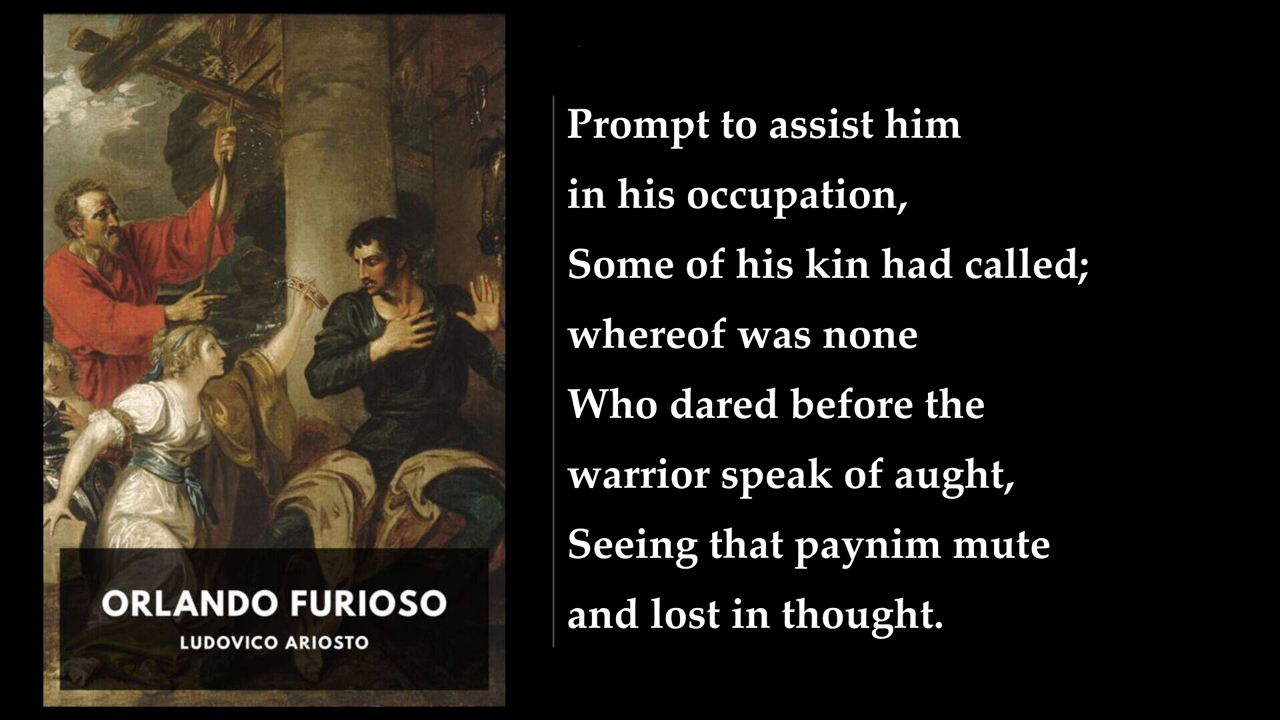 Prompt to assist him
in his occupation,
Some of his kin had called;
whereof was none
Who dared before the
warrior speak of aught,
Seeing that paynim mute
and lost in thought.
ORLANDO FURIOSO
LUDOVICO ARIOSTO